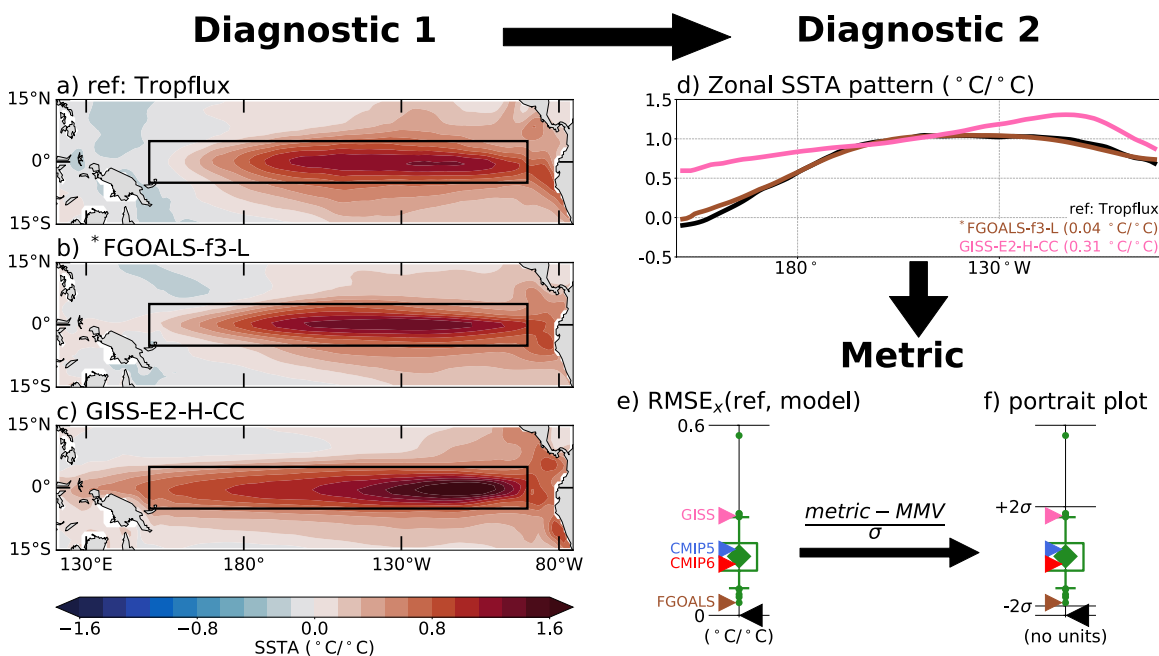 Diagnostic 1
Diagnostic 2
a) ref: Tropflux
15°N
0°
15°S
b) *FGOALS-f3-L
15°N
0°
15°S
c) GISS-E2-H-CC
15°N
0°
15°S
130°E 180° 130°W 80°W
−1.6 −0.8 0.0 0.8 1.6
SSTA (°C/°C)
d) Zonal SSTA pattern (°C/°C)
1.5
1.0
0.5
0.0
-0.5
ref: Tropflux
*FGOALS-f3-L (0.04 °C/°C)
GISS-E2-H-CC (0.31 °C/°C)
180° 130°W
Metric
e) RMSEₓ(ref, model)
0.6
GISS
CMIP5
CMIP6
FGOALS
0
(°C/°C)
metric − MMV
σ
f) portrait plot
+2σ
-2σ
(no units)